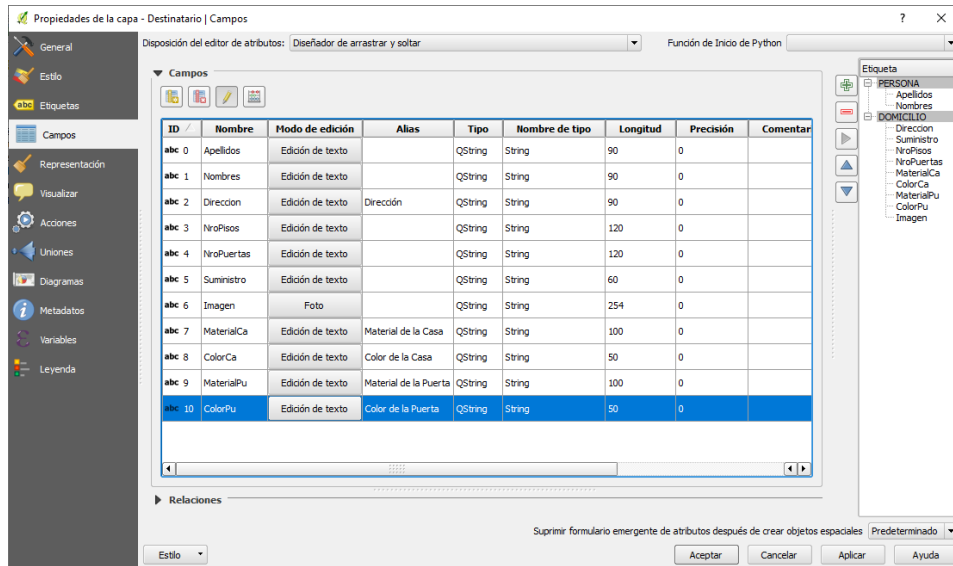 Propiedades de la capa - Destinatario | Campos ? ✕
General
Estilo
abc Etiquetas
Campos
Representación
Visualizar
Acciones
Uniones
Diagramas
Metadatos
Variables
Leyenda
Disposición del editor de atributos: Diseñador de arrastrar y soltar Función de Inicio de Python
Campos
ID Nombre Modo de edición Alias Tipo Nombre de tipo Longitud Precisión Comentar
abc 0 Apellidos Edición de texto QString String 90 0
abc 1 Nombres Edición de texto QString String 90 0
abc 2 Direccion Edición de texto Dirección QString String 90 0
abc 3 NroPisos Edición de texto QString String 120 0
abc 4 NroPuertas Edición de texto QString String 120 0
abc 5 Suministro Edición de texto QString String 60 0
abc 6 Imagen Foto QString String 254 0
abc 7 MaterialCa Edición de texto Material de la Casa QString String 100 0
abc 8 ColorCa Edición de texto Color de la Casa QString String 50 0
abc 9 MaterialPu Edición de texto Material de la Puerta QString String 100 0
abc 10 ColorPu Edición de texto Color de la Puerta QString String 50 0
Etiqueta
PERSONA
Apellidos
Nombres
DOMICILIO
Direccion
Suministro
NroPisos
NroPuertas
MaterialCa
ColorCa
MaterialPu
ColorPu
Imagen
Relaciones
Suprimir formulario emergente de atributos después de crear objetos espaciales Predeterminado
Estilo Aceptar Cancelar Aplicar Ayuda